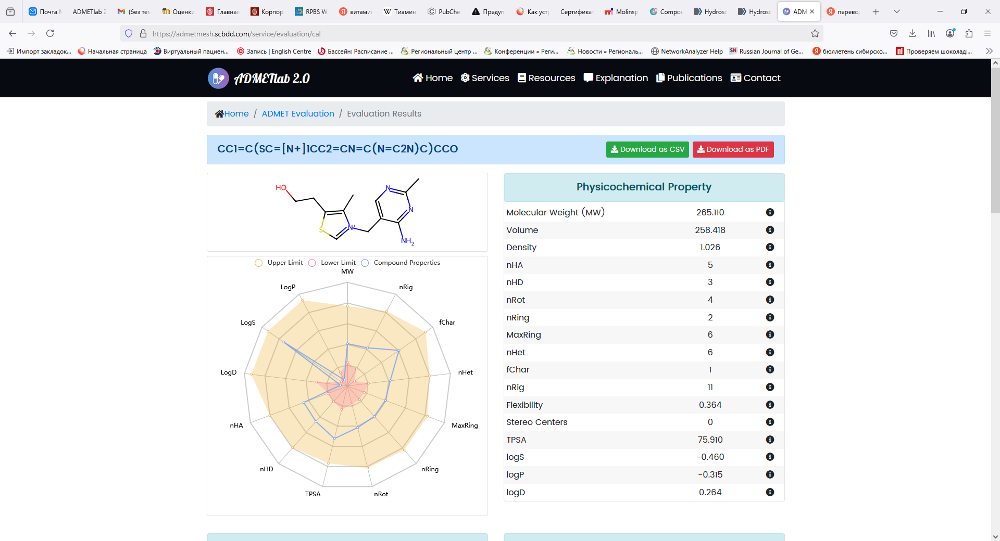 Почта
ADMETlab 2
(без тем
Оценки
Главная
Корпор
RPBS W
витами
Тиамин
PubChe
Предуп
Как уст
Сертификат
Molinsp
Compou
Hydrosc
Hydrosc
ADM
перевод
https://admetmesh.scbdd.com/service/evaluation/cal
Импорт закладок...
Начальная страница
Виртуальный пациен...
Запись | English Centre
Бассейн: Расписание ...
Региональный центр ...
Конференции « Реги...
Новости « Региональ...
NetworkAnalyzer Help
Russian Journal of Ge...
бюллетень сибирско...
Проверяем шоколад:...
ADMETlab 2.0
Home
Services
Resources
Explanation
Publications
Contact
Home / ADMET Evaluation / Evaluation Results
CC1=C(SC=[N+]1CC2=CN=C(N=C2N)C)CCO
Download as CSV
Download as PDF
HO
N
N
N+
S
NH2
Upper Limit
Lower Limit
Compound Properties
MW
LogP
nRig
LogS
fChar
LogD
nHet
nHA
MaxRing
nHD
nRing
TPSA
nRot
Physicochemical Property
Molecular Weight (MW) 265.110
Volume 258.418
Density 1.026
nHA 5
nHD 3
nRot 4
nRing 2
MaxRing 6
nHet 6
fChar 1
nRig 11
Flexibility 0.364
Stereo Centers 0
TPSA 75.910
logS -0.460
logP -0.315
logD 0.264